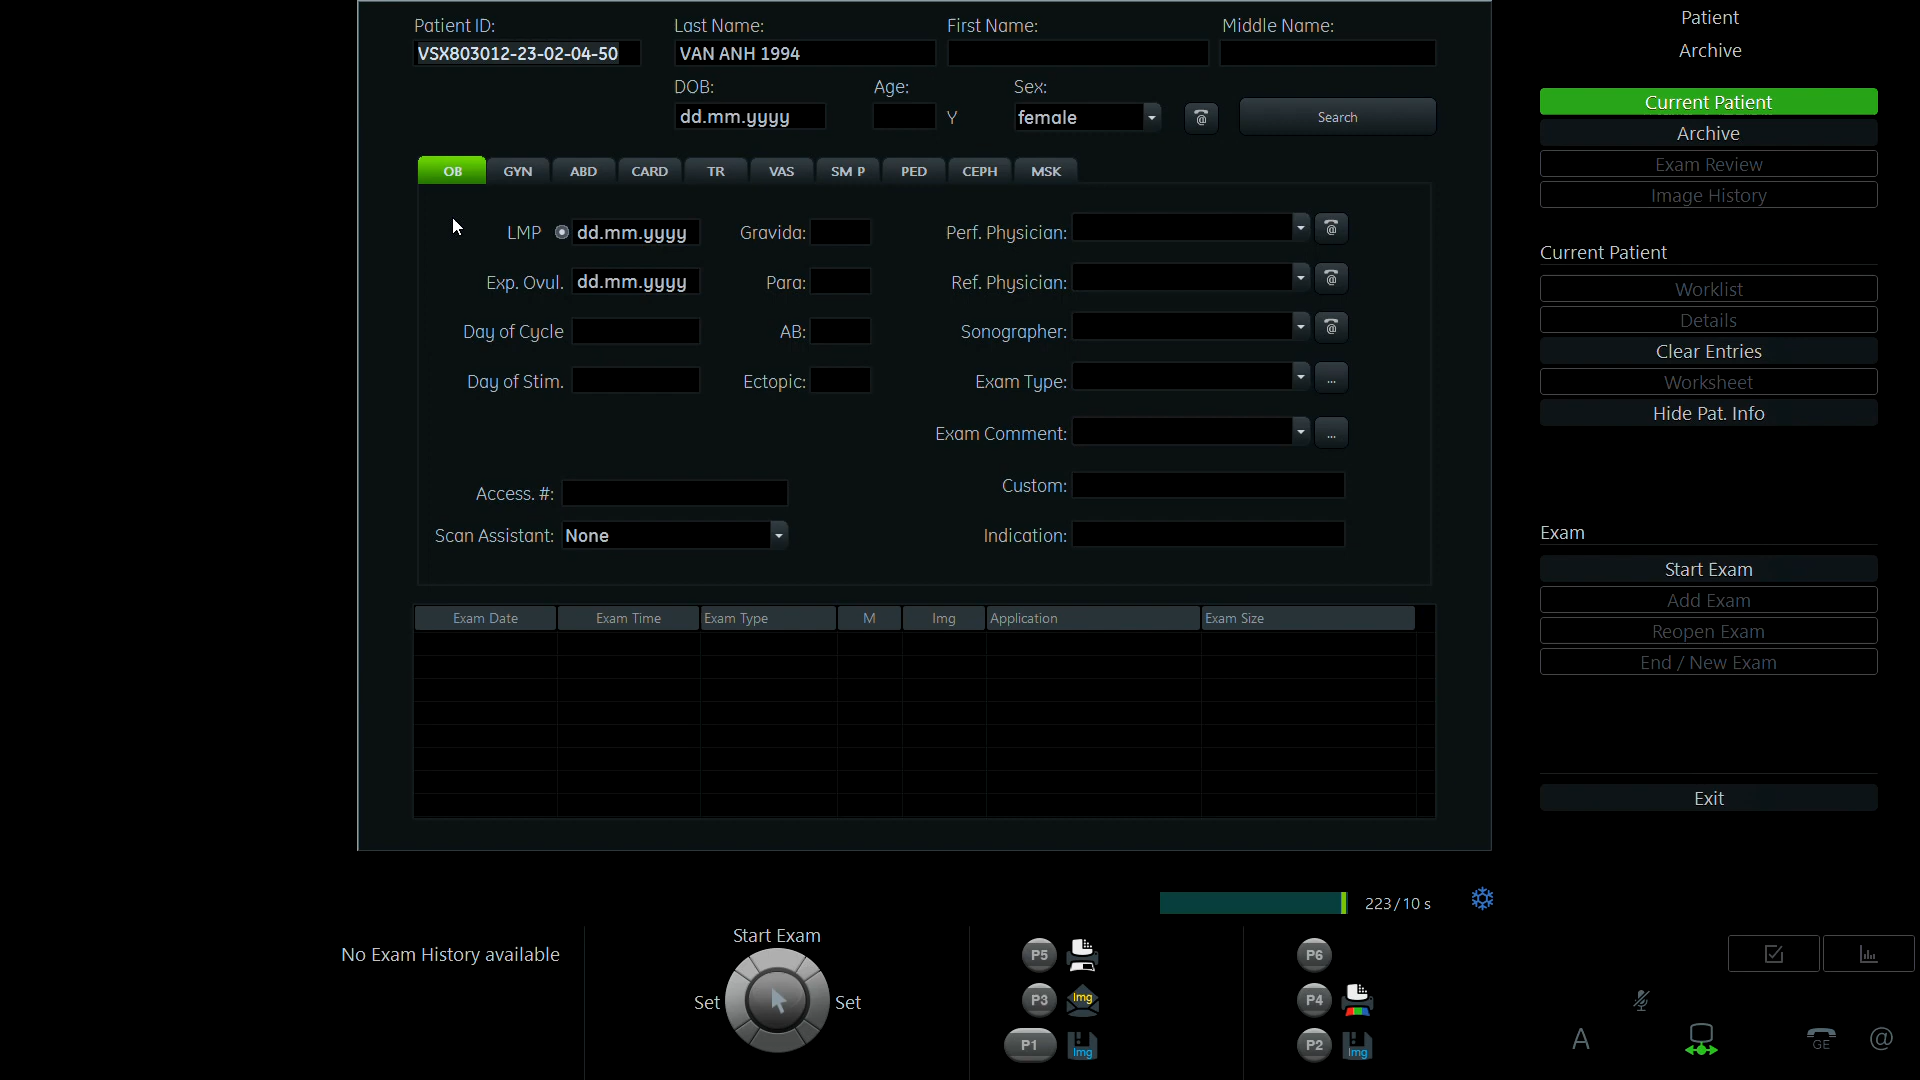 Patient ID: Last Name: First Name: Middle Name:
VSX803012-23-02-04-50 VAN ANH 1994
DOB: Age: Sex:
dd.mm.yyyy Y female @ Search
OB GYN ABD CARD TR VAS SM P PED CEPH MSK
LMP dd.mm.yyyy Gravida: Perf. Physician: @
Exp. Ovul. dd.mm.yyyy Para: Ref. Physician: @
Day of Cycle AB: Sonographer: @
Day of Stim. Ectopic: Exam Type: ...
Exam Comment: ...
Access. #: Custom:
Scan Assistant: None Indication:
Exam Date Exam Time Exam Type M Img Application Exam Size
Patient
Archive
Current Patient
Archive
Exam Review
Image History
Current Patient
Worklist
Details
Clear Entries
Worksheet
Hide Pat. Info
Exam
Start Exam
Add Exam
Reopen Exam
End / New Exam
Exit
223/10 s
No Exam History available
Start Exam
Set Set
P5 P6
P3 Img P4
P1 Img P2 Img
A GE @